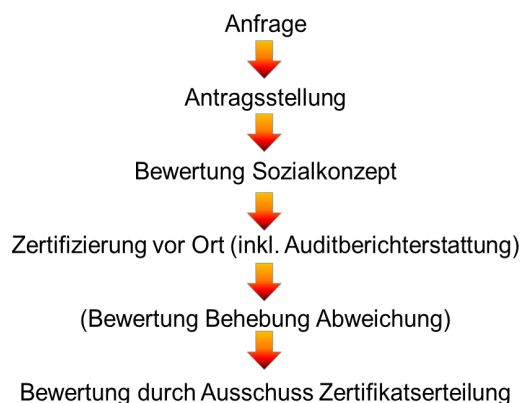 Anfrage
Antragsstellung
Bewertung Sozialkonzept
Zertifizierung vor Ort (inkl. Auditberichterstattung)
(Bewertung Behebung Abweichung)
Bewertung durch Ausschuss Zertifikatserteilung